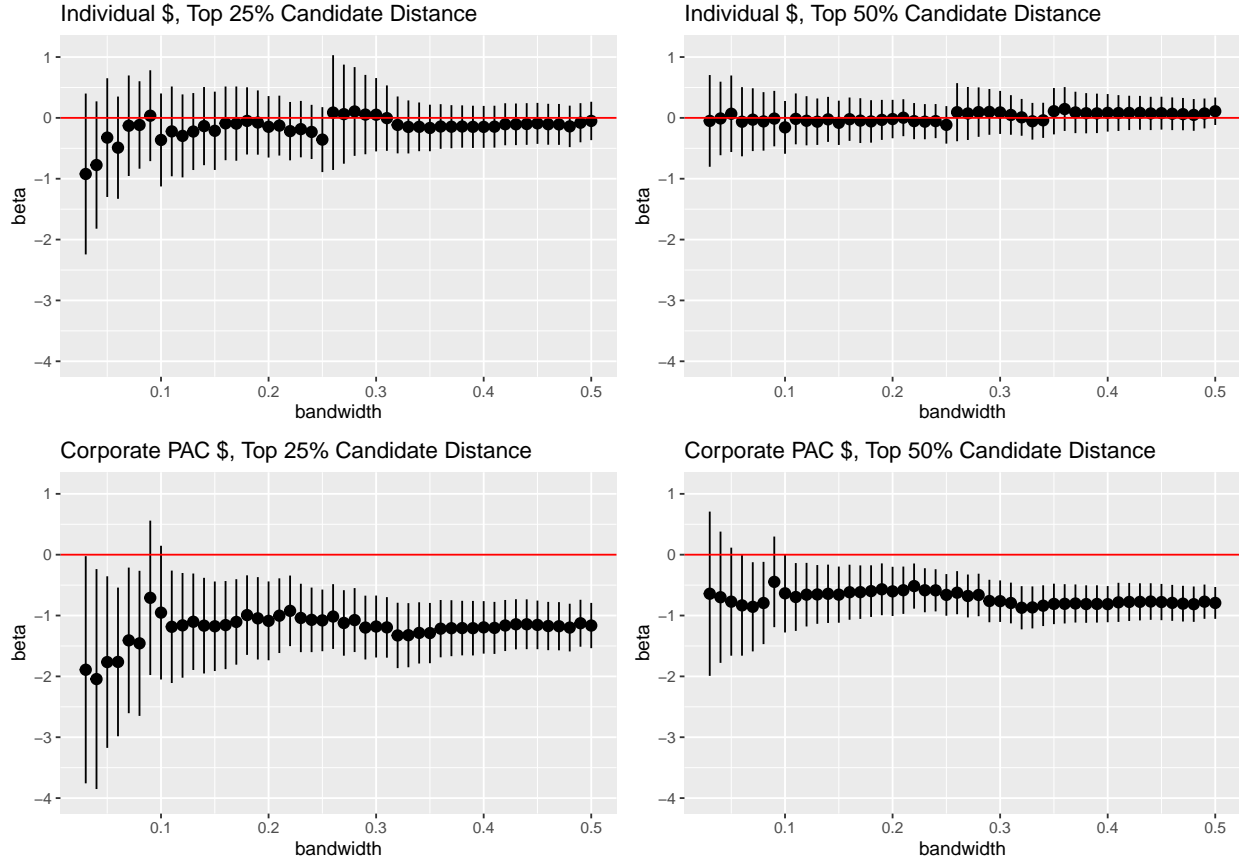 Individual $, Top 25% Candidate Distance
1
0
−1
−2
−3
−4
beta
0.1 0.2 0.3 0.4 0.5
bandwidth
Individual $, Top 50% Candidate Distance
1
0
−1
−2
−3
−4
beta
0.1 0.2 0.3 0.4 0.5
bandwidth
Corporate PAC $, Top 25% Candidate Distance
1
0
−1
−2
−3
−4
beta
0.1 0.2 0.3 0.4 0.5
bandwidth
Corporate PAC $, Top 50% Candidate Distance
1
0
−1
−2
−3
−4
beta
0.1 0.2 0.3 0.4 0.5
bandwidth